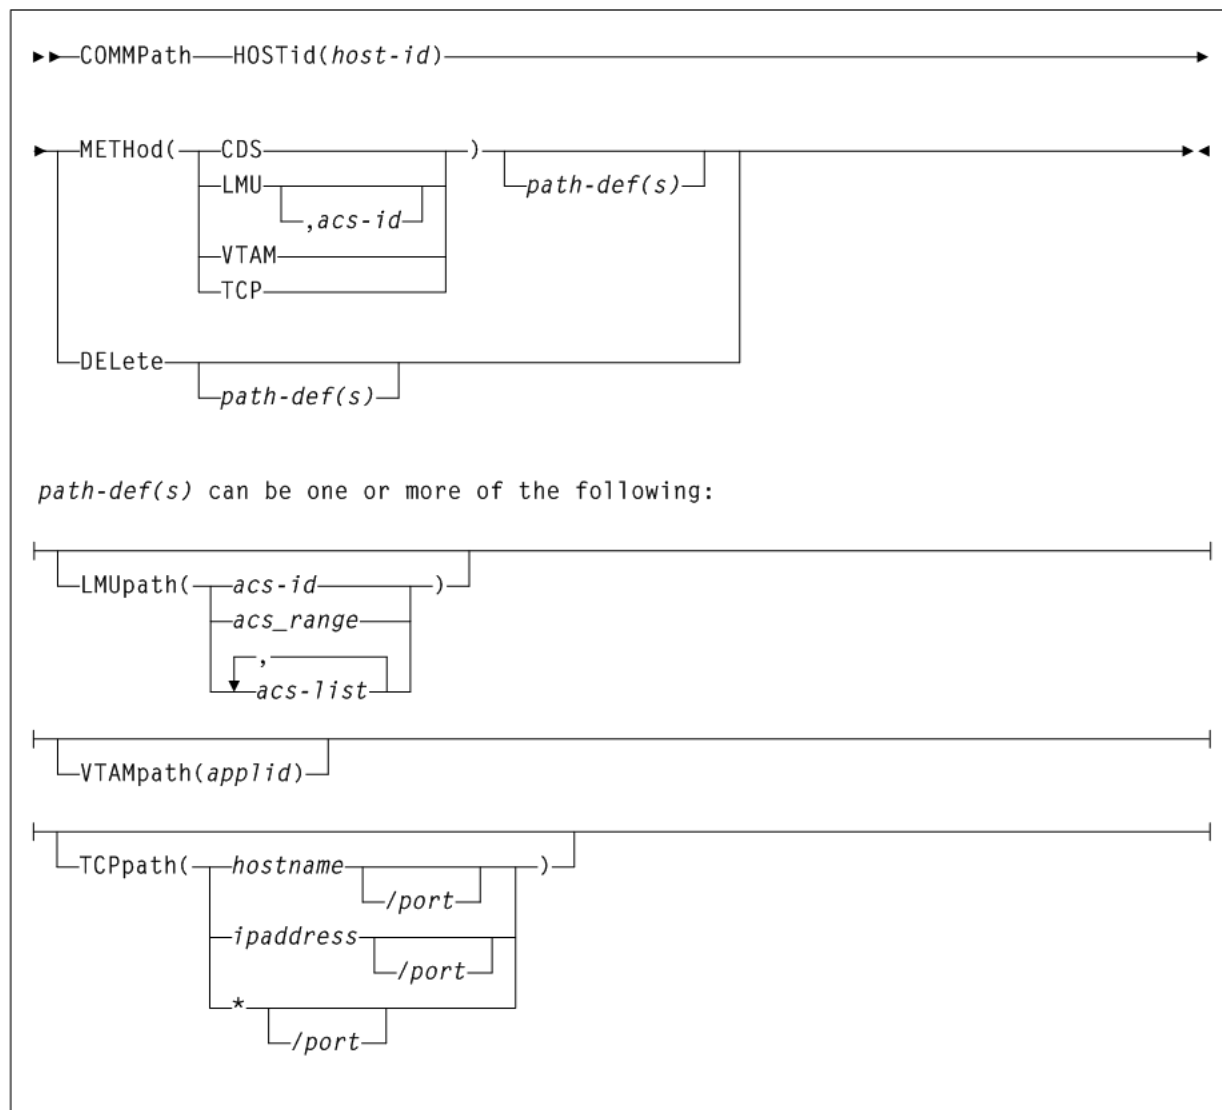 COMMPath HOSTid(host-id)
METHod( CDS )
path-def(s)
LMU
,acs-id
VTAM
TCP
DELete
path-def(s)
path-def(s) can be one or more of the following:
LMUpath( acs-id )
acs_range
,
acs-list
VTAMpath(applid)
TCPpath( hostname )
/port
ipaddress
/port
*
/port